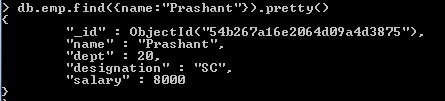 > db.emp.find({name:"Prashant"}).pretty()
{
"_id" : ObjectId("54b267a16e2064d09a4d3875"),
"name" : "Prashant",
"dept" : 20,
"designation" : "SC",
"salary" : 8000
}